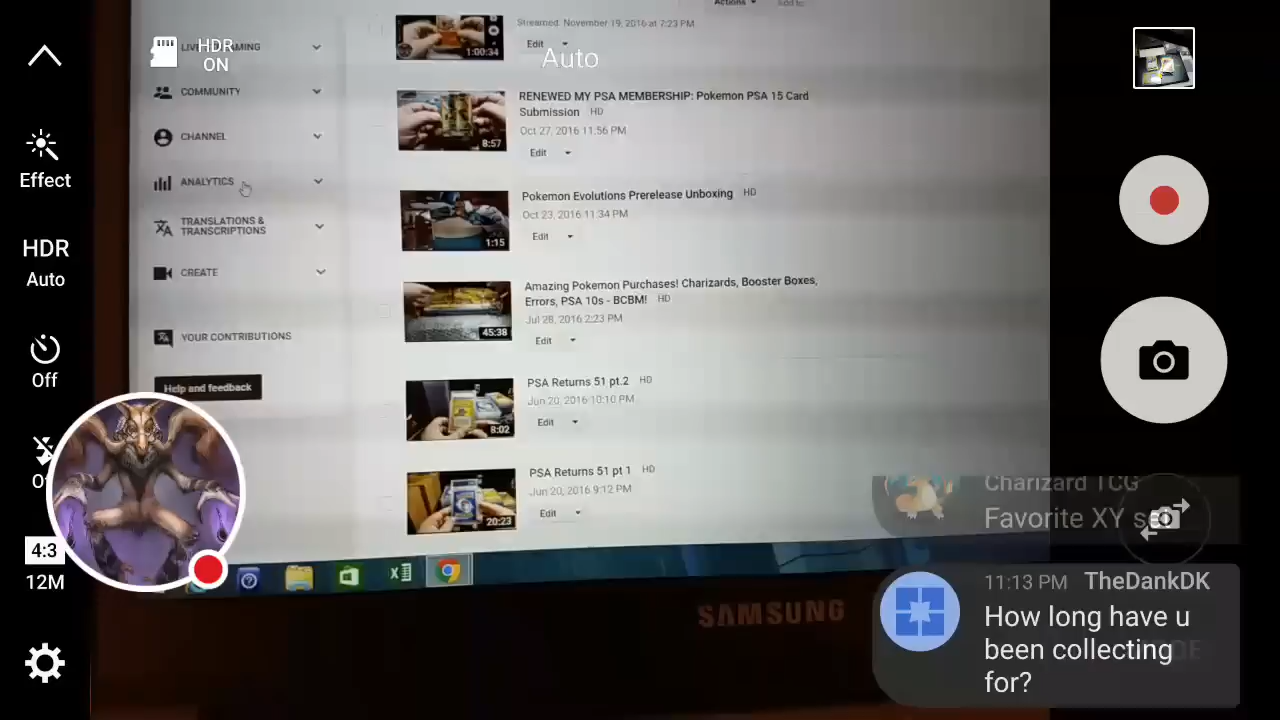 Effect
HDR
Auto
Off
4:3
12M
HDR
ON
Auto
COMMUNITY
CHANNEL
ANALYTICS
TRANSLATIONS &
TRANSCRIPTIONS
CREATE
YOUR CONTRIBUTIONS
Help and feedback
Actions
Add to
Streamed: November 19, 2016 at 7:23 PM
1:00:34
Edit
RENEWED MY PSA MEMBERSHIP: Pokemon PSA 15 Card
Submission HD
Oct 27, 2016 11:56 PM
8:57
Edit
Pokemon Evolutions Prerelease Unboxing HD
Oct 23, 2016 11:34 PM
1:15
Edit
Amazing Pokemon Purchases! Charizards, Booster Boxes,
Errors, PSA 10s - BCBM! HD
Jul 28, 2016 2:23 PM
45:38
Edit
PSA Returns 51 pt.2 HD
Jun 20, 2016 10:10 PM
8:02
Edit
PSA Returns 51 pt 1 HD
Jun 20, 2016 9:12 PM
20:23
Edit
SAMSUNG
Charizard TCG
Favorite XY
11:13 PM TheDankDK
How long have u
been collecting
for?